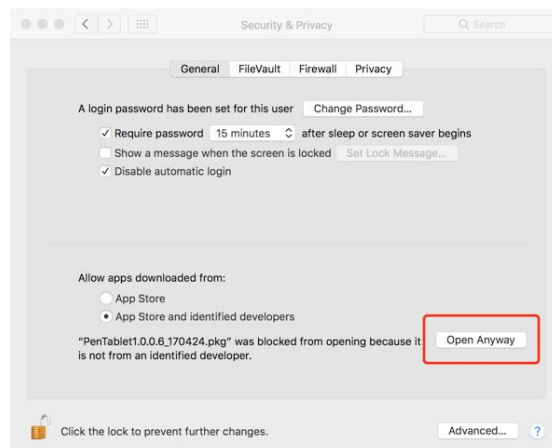 Security & Privacy
Search
General FileVault Firewall Privacy
A login password has been set for this user Change Password...
Require password 15 minutes after sleep or screen saver begins
Show a message when the screen is locked Set Lock Message...
Disable automatic login
Allow apps downloaded from:
App Store
App Store and identified developers
"PenTablet1.0.0.6_170424.pkg" was blocked from opening because it
is not from an identified developer.
Open Anyway
Click the lock to prevent further changes.
Advanced...
?